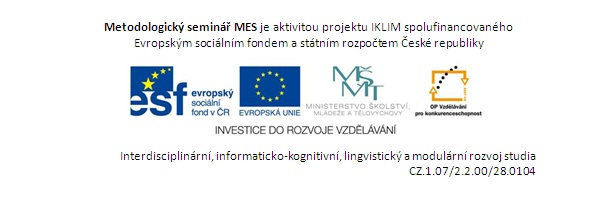 Metodologický seminář MES je aktivitou projektu IKLIM spolufinancovaného
Evropským sociálním fondem a státním rozpočtem České republiky
esf
evropský
sociální
fond v ČR
EVROPSKÁ UNIE
MŠMT
MINISTERSTVO ŠKOLSTVÍ,
MLÁDEŽE A TĚLOVÝCHOVY
OP Vzdělávání
pro konkurenceschopnost
INVESTICE DO ROZVOJE VZDĚLÁVÁNÍ
Interdisciplinární, informaticko-kognitivní, lingvistický a modulární rozvoj studia
CZ.1.07/2.2.00/28.0104